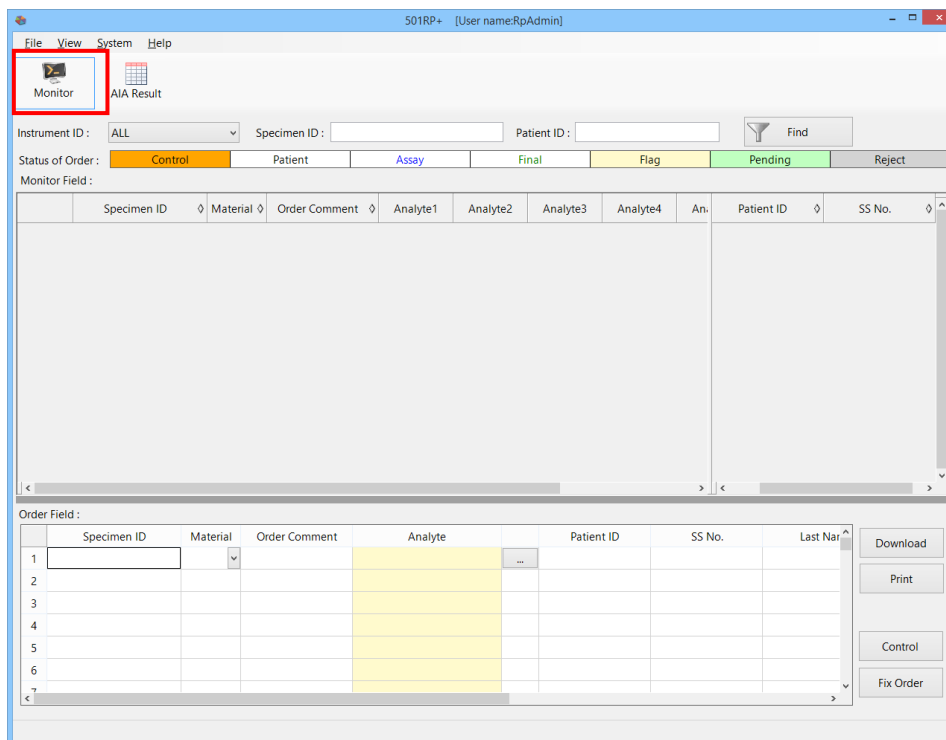 501RP+ [User name:RpAdmin]
File View System Help
Monitor AIA Result
Instrument ID : ALL Specimen ID : Patient ID : Find
Status of Order : Control Patient Assay Final Flag Pending Reject
Monitor Field :
Specimen ID Material Order Comment Analyte1 Analyte2 Analyte3 Analyte4 Patient ID SS No.
Order Field :
Specimen ID Material Order Comment Analyte Patient ID SS No. Last Nar
Download
1 ...
2 Print
3
4
5 Control
6
Fix Order